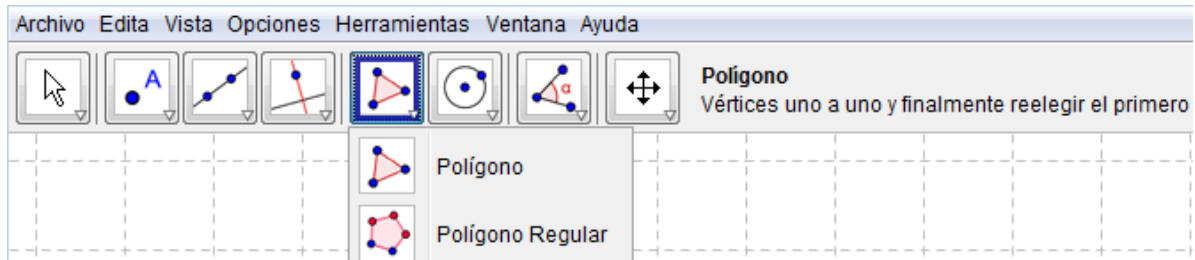 Archivo Edita Vista Opciones Herramientas Ventana Ayuda
A
α
Polígono
Vértices uno a uno y finalmente reelegir el primero
Polígono
Polígono Regular